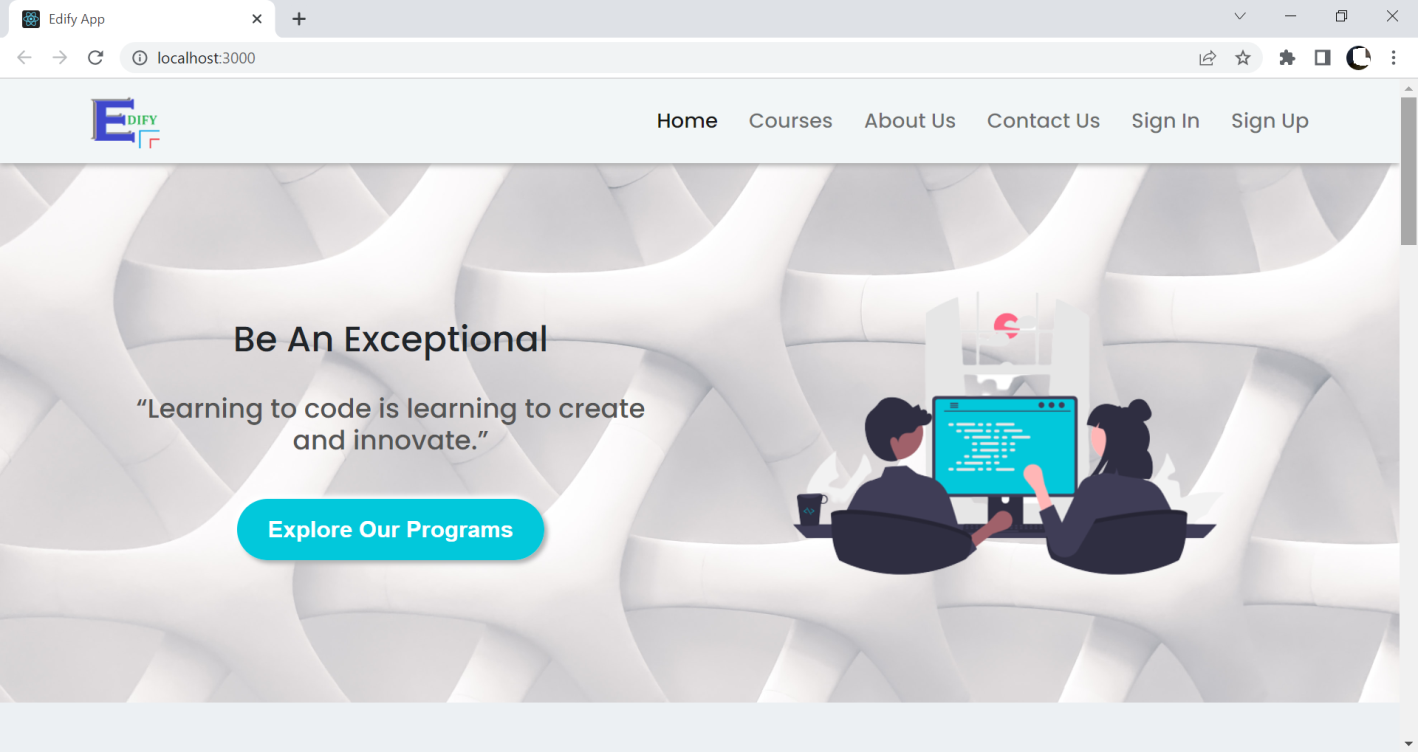 Edify App
localhost:3000
EDIFY
Home Courses About Us Contact Us Sign In Sign Up
Be An Exceptional
“Learning to code is learning to create
and innovate.”
Explore Our Programs